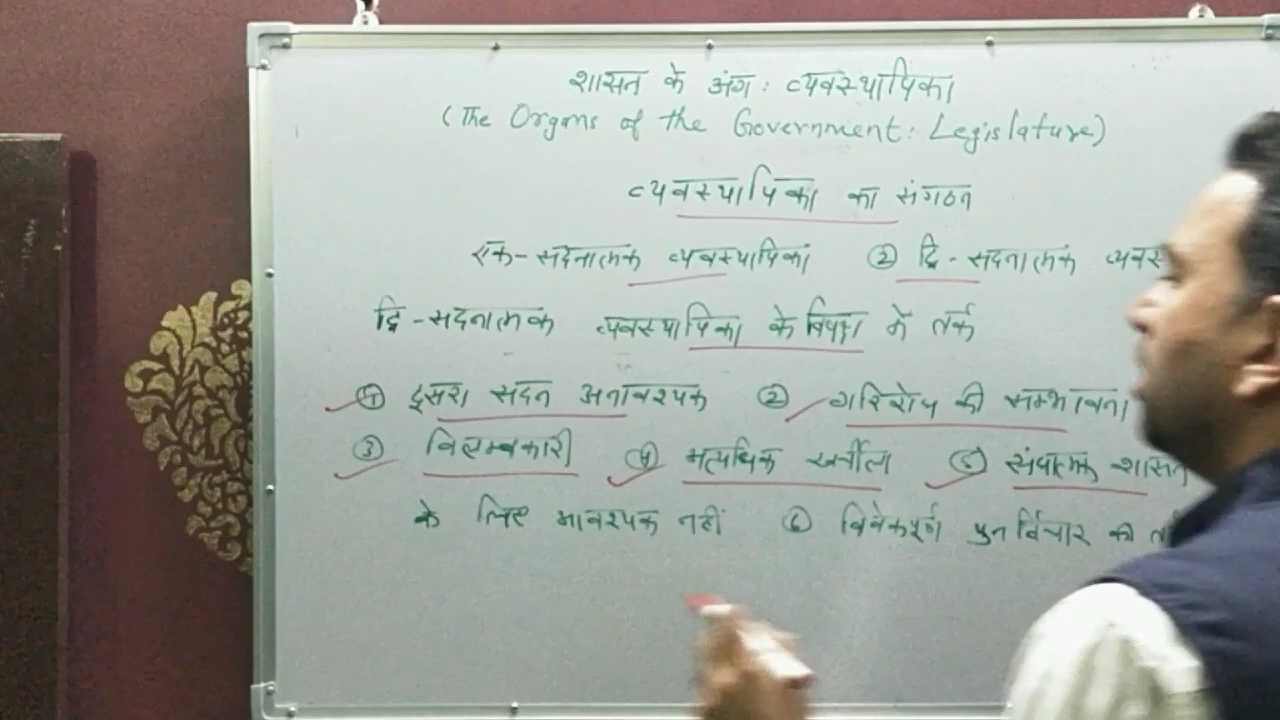 शासन के अंग: व्यवस्थापिका
(The Organs of the Government: Legislature)
व्यवस्थापिका का संगठन
एक-सदनात्मक व्यवस्थापिका ② द्वि-सदनात्मक
द्वि-सदनात्मक व्यवस्थापिका के विपक्ष में तर्क
① दूसरा सदन अनावश्यक ② गतिरोध की सम्भावना
③ विलम्बकारी ④ अत्यधिक खर्चीला ⑤ संघात्मक शासन
के लिए आवश्यक नहीं ⑥ विवेकपूर्ण पुनर्विचार की